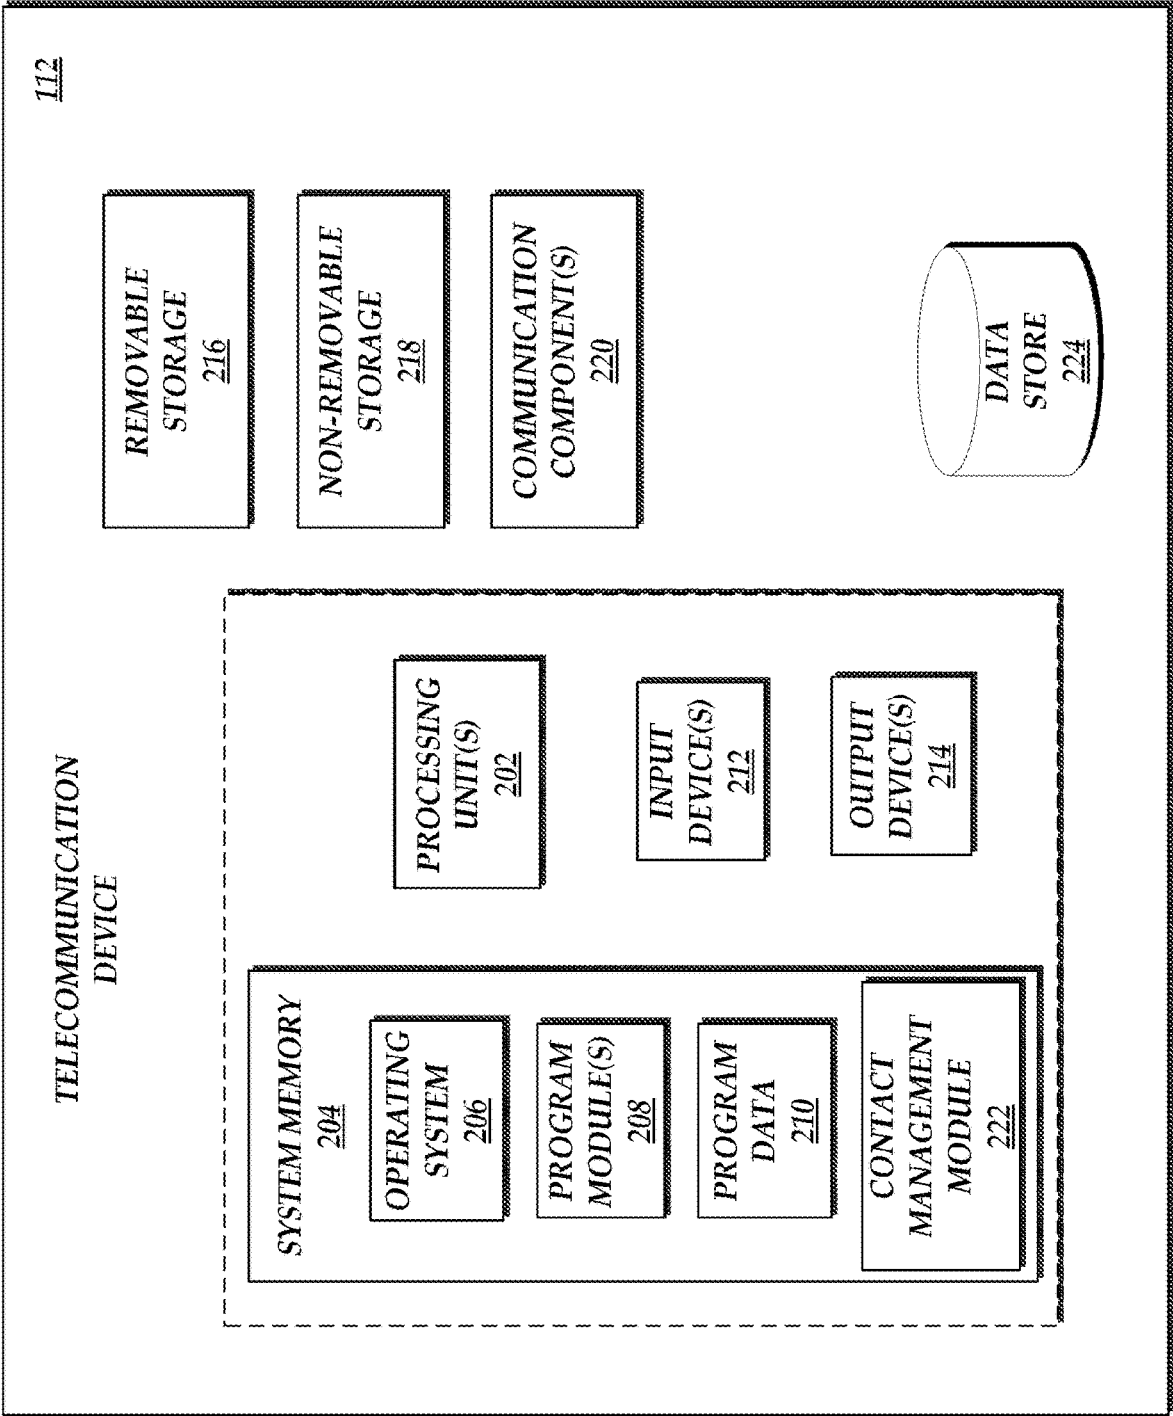 TELECOMMUNICATION
DEVICE
112
SYSTEM MEMORY
204
OPERATING
SYSTEM
206
PROGRAM
MODULE(S)
208
PROGRAM
DATA
210
CONTACT
MANAGEMENT
MODULE
222
PROCESSING
UNIT(S)
202
INPUT
DEVICE(S)
212
OUTPUT
DEVICE(S)
214
REMOVABLE
STORAGE
216
NON-REMOVABLE
STORAGE
218
COMMUNICATION
COMPONENT(S)
220
DATA
STORE
224